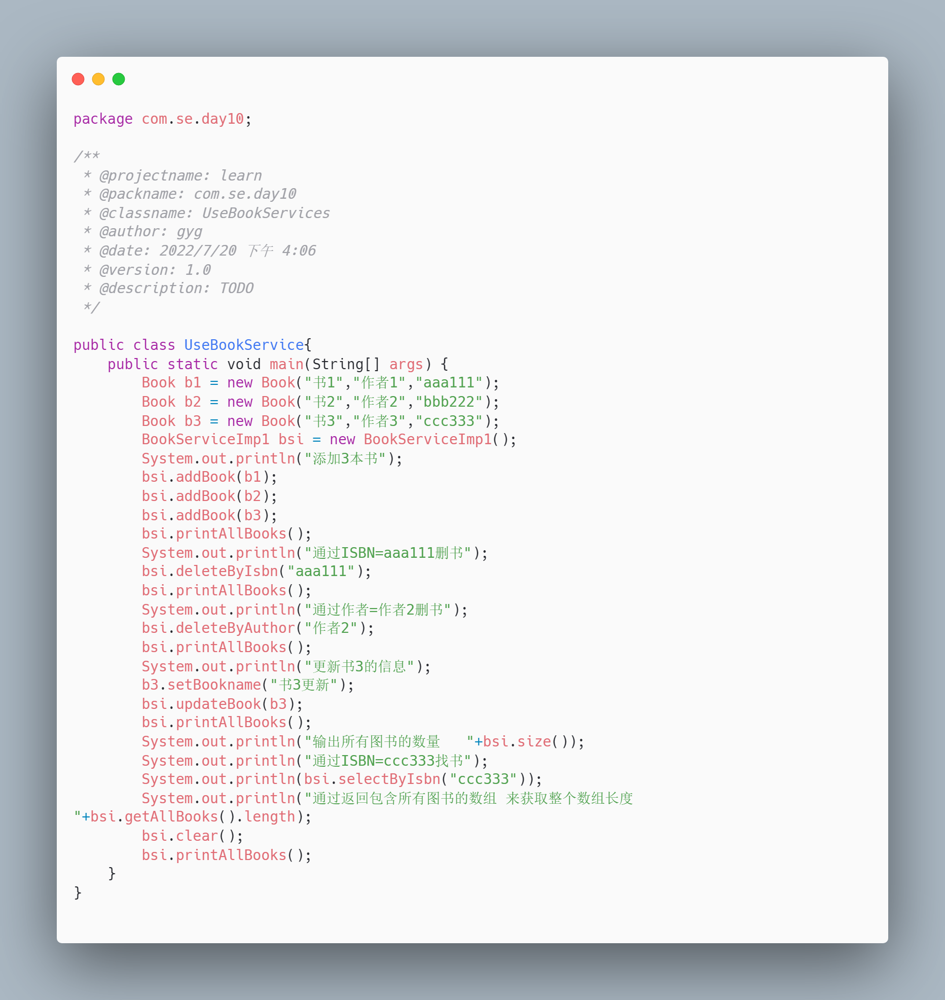 package com.se.day10;

/**
 * @projectname: learn
 * @packname: com.se.day10
 * @classname: UseBookServices
 * @author: gyg
 * @date: 2022/7/20 下午 4:06
 * @version: 1.0
 * @description: TODO
 */

public class UseBookService{
    public static void main(String[] args) {
        Book b1 = new Book("书1","作者1","aaa111");
        Book b2 = new Book("书2","作者2","bbb222");
        Book b3 = new Book("书3","作者3","ccc333");
        BookServiceImp1 bsi = new BookServiceImp1();
        System.out.println("添加3本书");
        bsi.addBook(b1);
        bsi.addBook(b2);
        bsi.addBook(b3);
        bsi.printAllBooks();
        System.out.println("通过ISBN=aaa111删书");
        bsi.deleteByIsbn("aaa111");
        bsi.printAllBooks();
        System.out.println("通过作者=作者2删书");
        bsi.deleteByAuthor("作者2");
        bsi.printAllBooks();
        System.out.println("更新书3的信息");
        b3.setBookname("书3更新");
        bsi.updateBook(b3);
        bsi.printAllBooks();
        System.out.println("输出所有图书的数量   "+bsi.size());
        System.out.println("通过ISBN=ccc333找书");
        System.out.println(bsi.selectByIsbn("ccc333"));
        System.out.println("通过返回包含所有图书的数组 来获取整个数组长度
"+bsi.getAllBooks().length);
        bsi.clear();
        bsi.printAllBooks();
    }
}